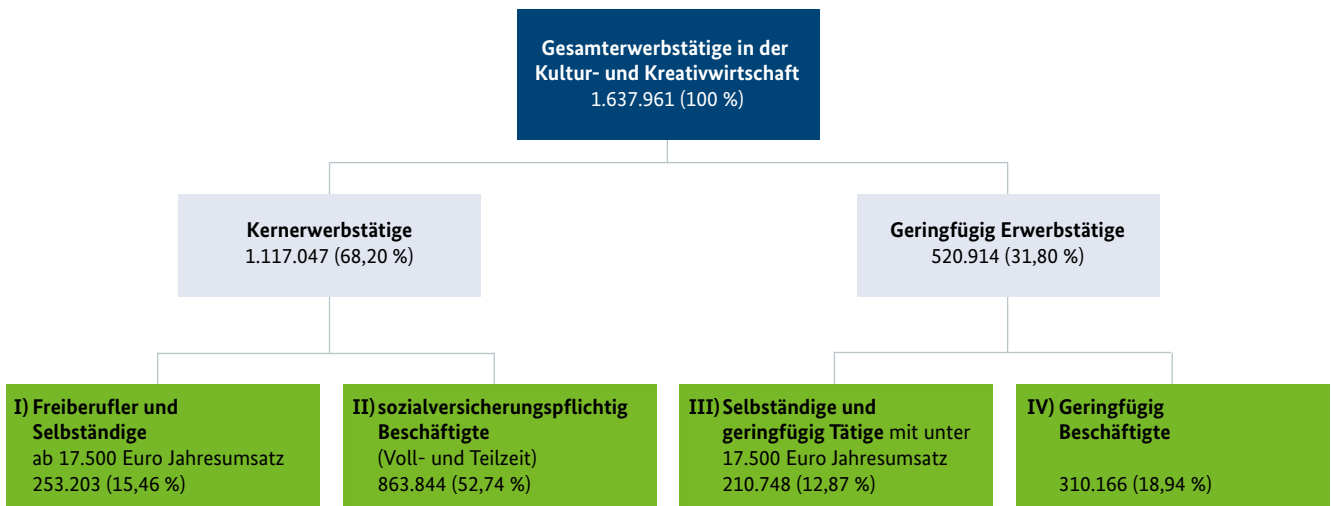 Gesamterwerbstätige in der
Kultur- und Kreativwirtschaft
1.637.961 (100 %)
Kernerwerbstätige
1.117.047 (68,20 %)
Geringfügig Erwerbstätige
520.914 (31,80 %)
I) Freiberufler und
Selbständige
ab 17.500 Euro Jahresumsatz
253.203 (15,46 %)
II) sozialversicherungspflichtig
Beschäftigte
(Voll- und Teilzeit)
863.844 (52,74 %)
III) Selbständige und
geringfügig Tätige mit unter
17.500 Euro Jahresumsatz
210.748 (12,87 %)
IV) Geringfügig
Beschäftigte
310.166 (18,94 %)